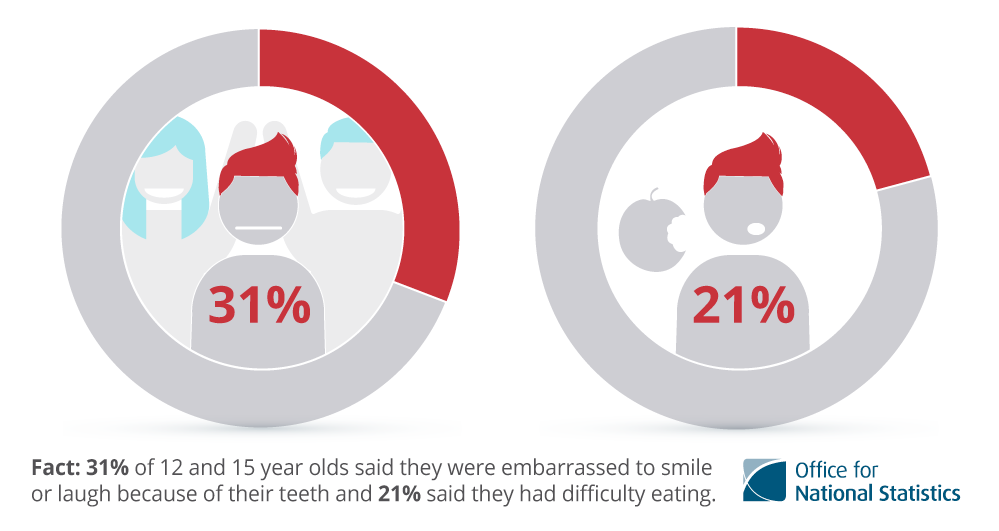 31%
21%
Fact: 31% of 12 and 15 year olds said they were embarrassed to smile
or laugh because of their teeth and 21% said they had difficulty eating.
Office for
National Statistics